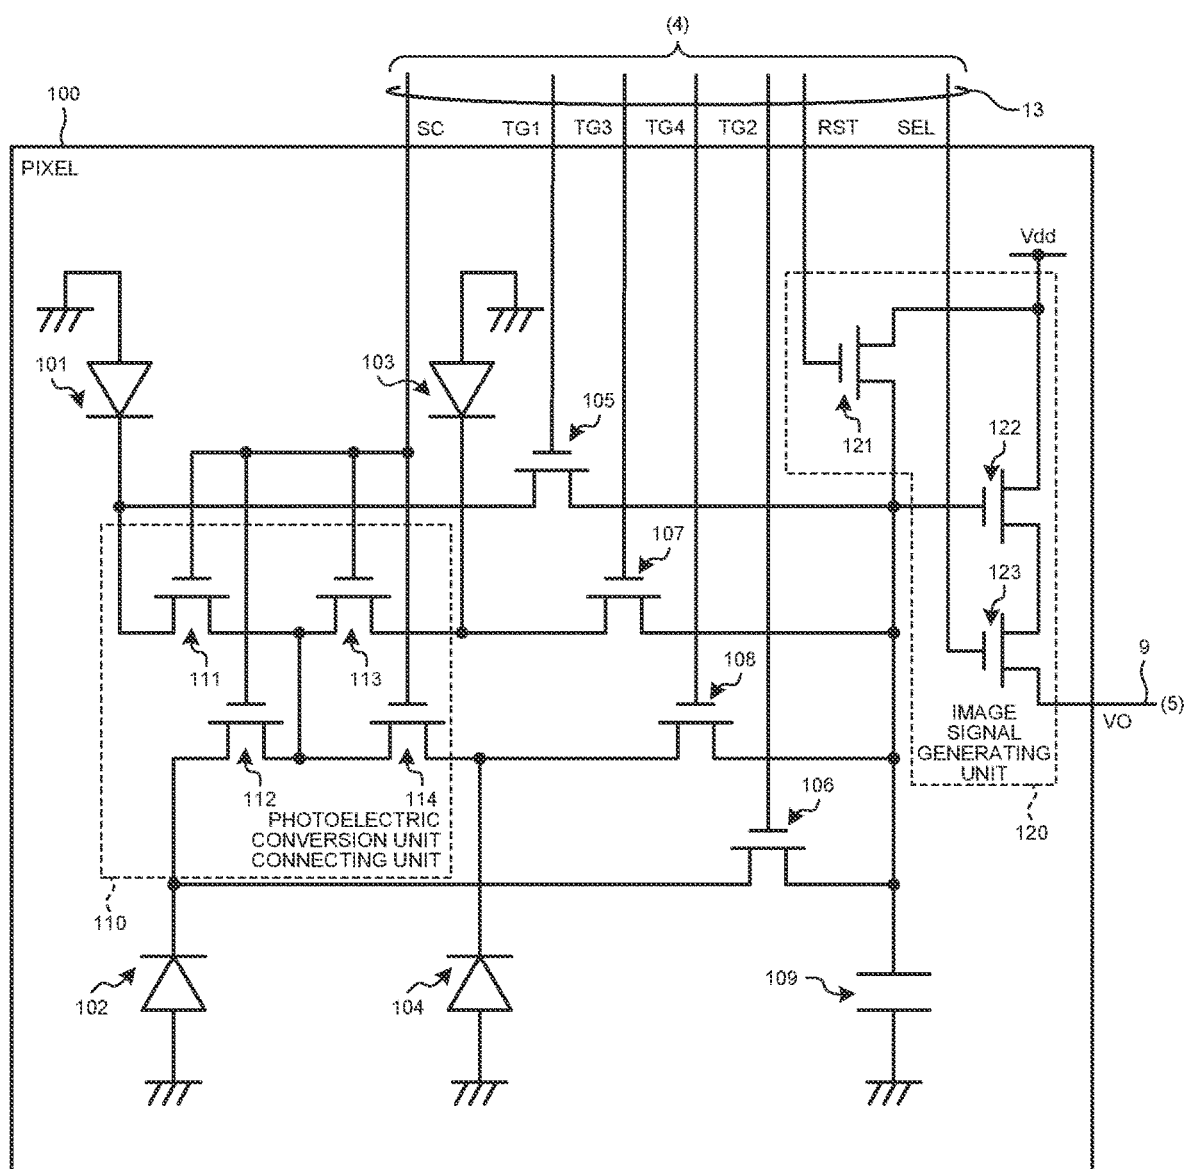 (4)
100
13
SC
TG1
TG3
TG4
TG2
RST
SEL
PIXEL
Vdd
101
103
105
121
122
107
123
111
113
108
9
(5)
VO
IMAGE
SIGNAL
GENERATING
UNIT
112
114
106
120
PHOTOELECTRIC
CONVERSION UNIT
CONNECTING UNIT
110
102
104
109